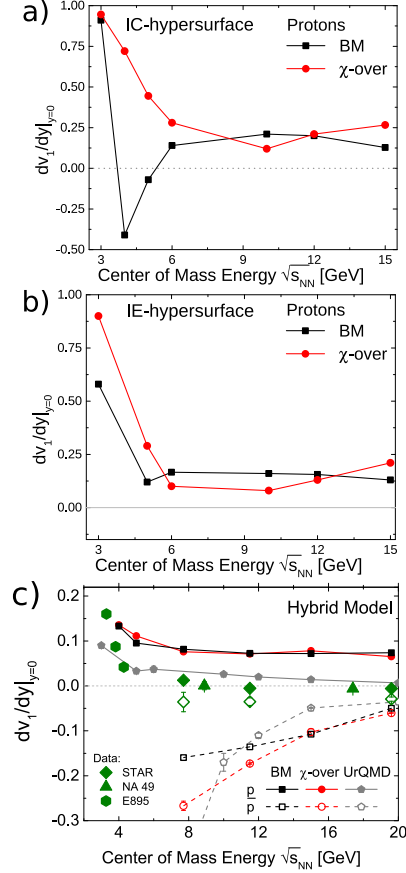 a)
IC-hypersurface
Protons
BM
χ-over
1.00
0.75
0.50
0.25
0.00
-0.25
-0.50
dv₁/dy|y=0
3 6 9 12 15
Center of Mass Energy √sNN [GeV]
b)
IE-hypersurface
Protons
BM
χ-over
1.00
0.75
0.50
0.25
0.00
dv₁/dy|y=0
3 6 9 12 15
Center of Mass Energy √sNN [GeV]
c)
Hybrid Model
0.2
0.1
0.0
-0.1
-0.2
-0.3
dv₁/dy|y=0
Data:
STAR
NA 49
E895
BM χ-over UrQMD
p
p̅
4 8 12 16 20
Center of Mass Energy √sNN [GeV]